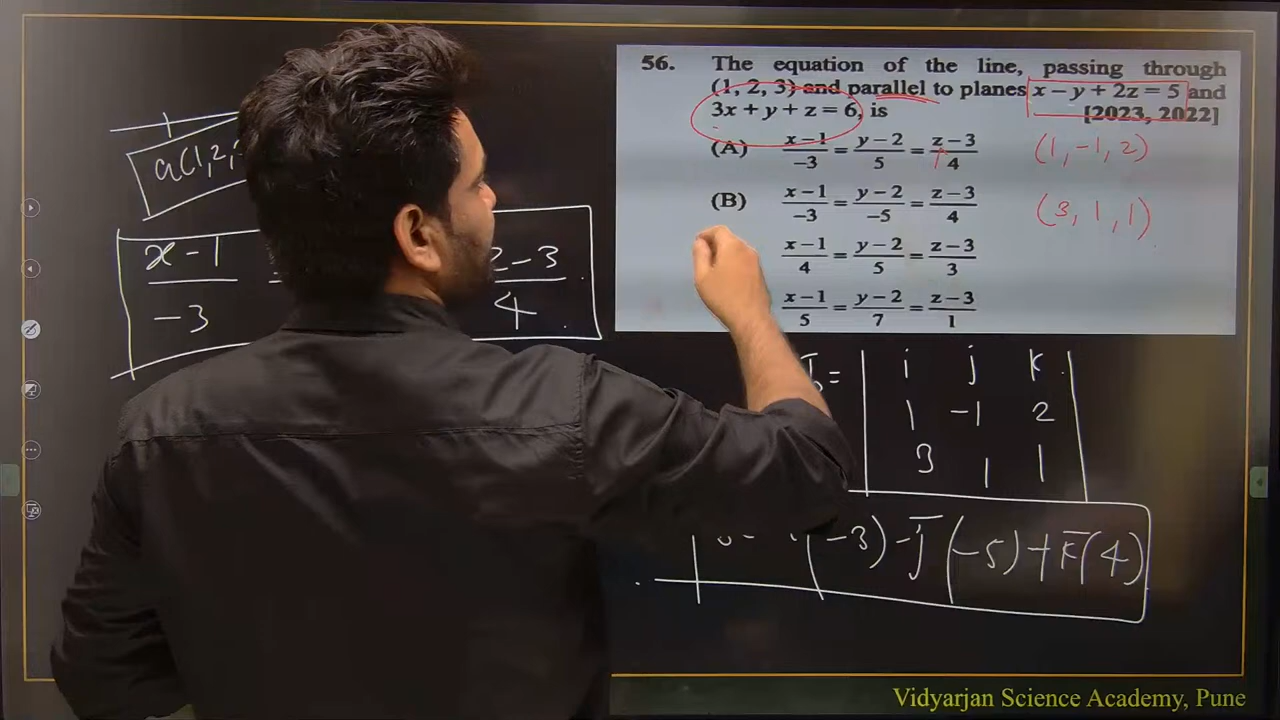 56. The equation of the line, passing through
(1, 2, 3) and parallel to planes x − y + 2z = 5 and
3x + y + z = 6, is [2023, 2022]
(A) x−1/−3 = y−2/5 = z−3/4
(B) x−1/−3 = y−2/−5 = z−3/4
x−1/4 = y−2/5 = z−3/3
x−1/5 = y−2/7 = z−3/1
(1, -1, 2)
(3, 1, 1)
a(1,2,
x-1/-3 =
-3/4
= | i j k
1 -1 2
3 1 1 |
-3) - j̄(-5) + k̄(4)
Vidyarjan Science Academy, Pune